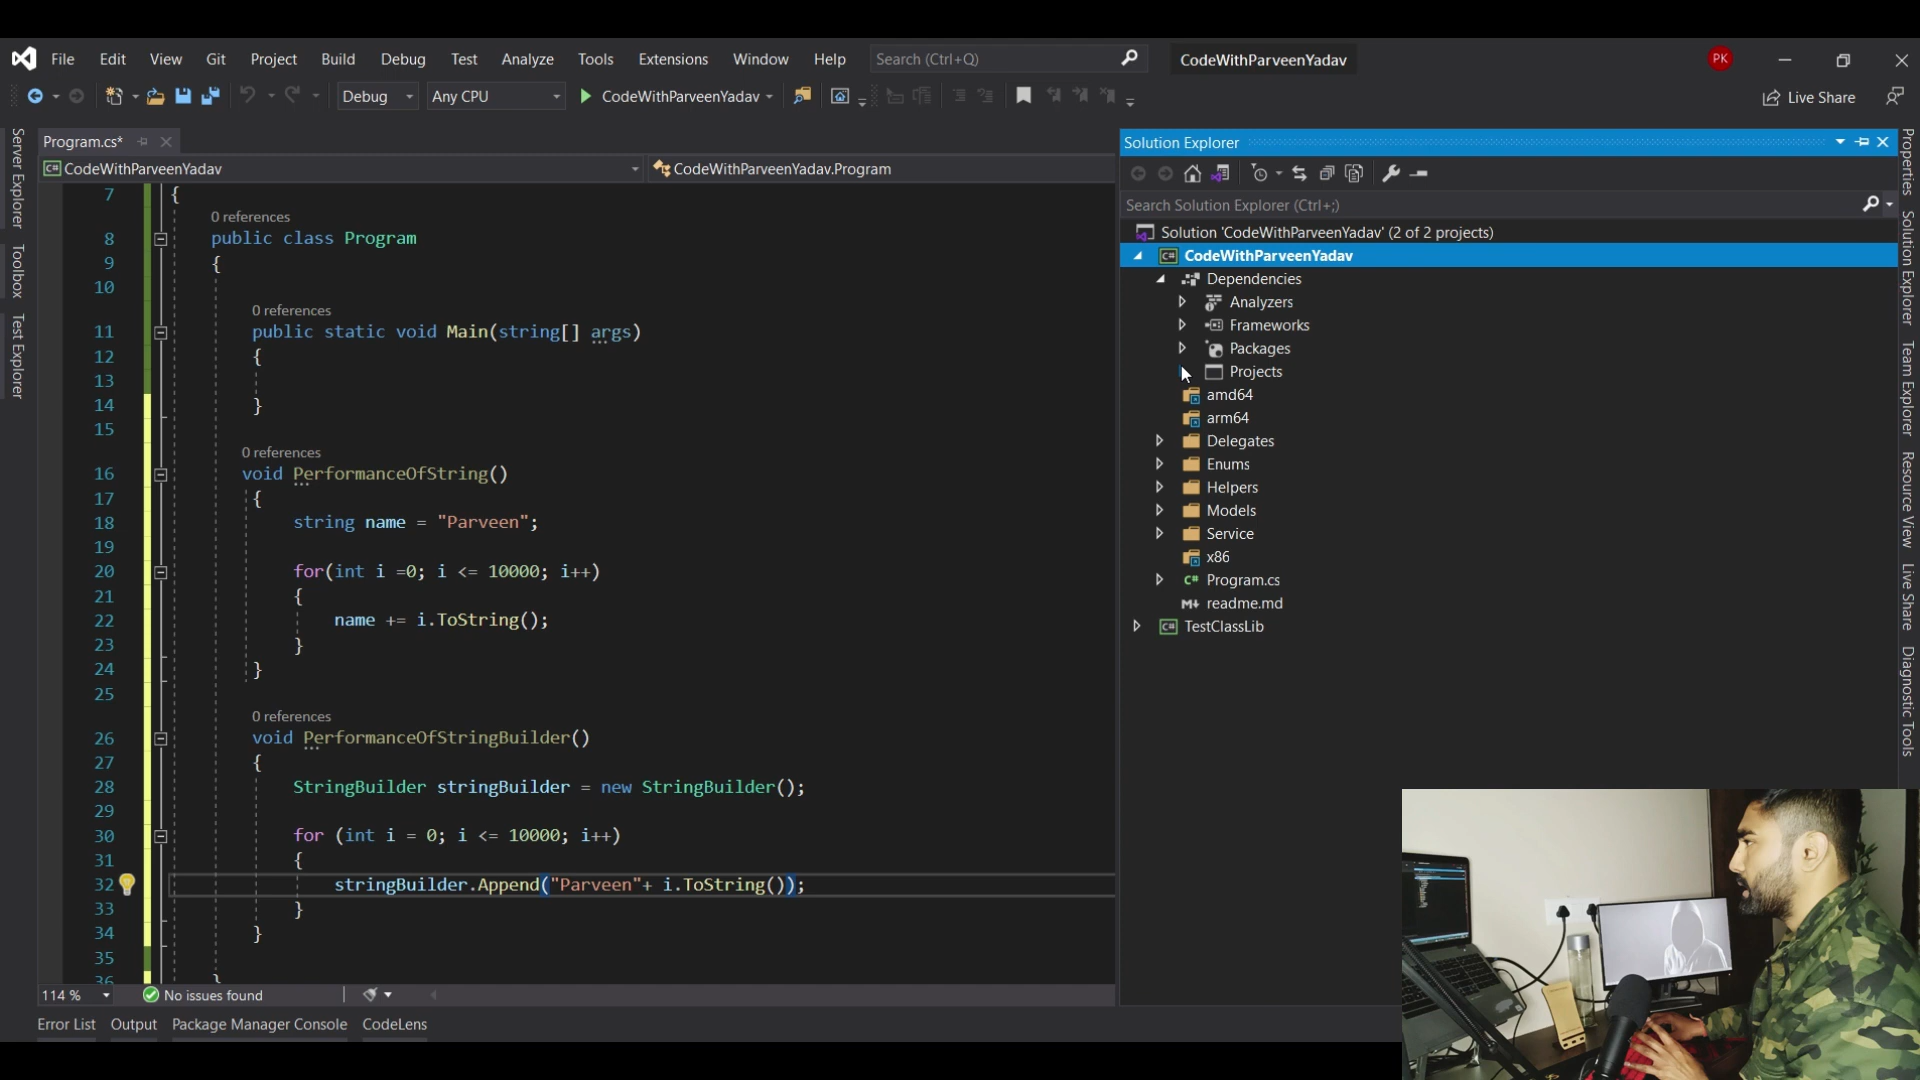 File Edit View Git Project Build Debug Test Analyze Tools Extensions Window Help Search (Ctrl+Q) CodeWithParveenYadav PK
Debug Any CPU CodeWithParveenYadav Live Share
Program.cs*
CodeWithParveenYadav CodeWithParveenYadav.Program
Server Explorer
Toolbox
Test Explorer
7 {
0 references
8 public class Program
9 {
10
0 references
11 public static void Main(string[] args)
12 {
13
14 }
15
0 references
16 void PerformanceOfString()
17 {
18 string name = "Parveen";
19
20 for(int i =0; i <= 10000; i++)
21 {
22 name += i.ToString();
23 }
24 }
25
0 references
26 void PerformanceOfStringBuilder()
27 {
28 StringBuilder stringBuilder = new StringBuilder();
29
30 for (int i = 0; i <= 10000; i++)
31 {
32 stringBuilder.Append("Parveen"+ i.ToString());
33 }
34 }
35
36 }
114 % No issues found
Error List Output Package Manager Console CodeLens
Solution Explorer
Search Solution Explorer (Ctrl+;)
Solution 'CodeWithParveenYadav' (2 of 2 projects)
C# CodeWithParveenYadav
Dependencies
Analyzers
Frameworks
Packages
Projects
amd64
arm64
Delegates
Enums
Helpers
Models
Service
x86
C# Program.cs
M↓ readme.md
C# TestClassLib
Properties
Solution Explorer
Team Explorer
Resource View
Live Share
Diagnostic Tools